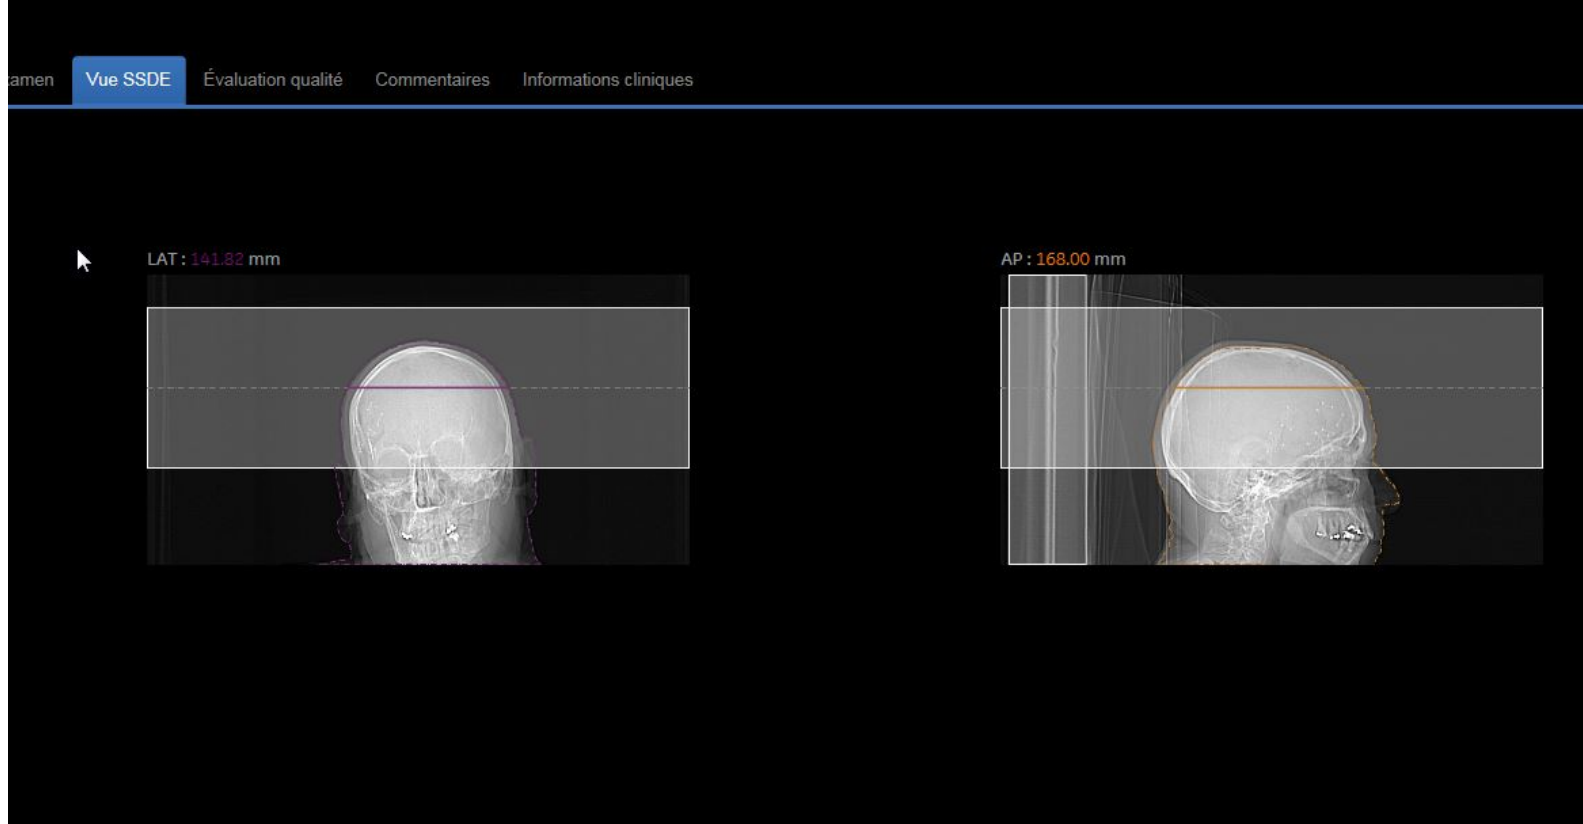 amen Vue SSDE Évaluation qualité Commentaires Informations cliniques
LAT : 141.82 mm
AP : 168.00 mm